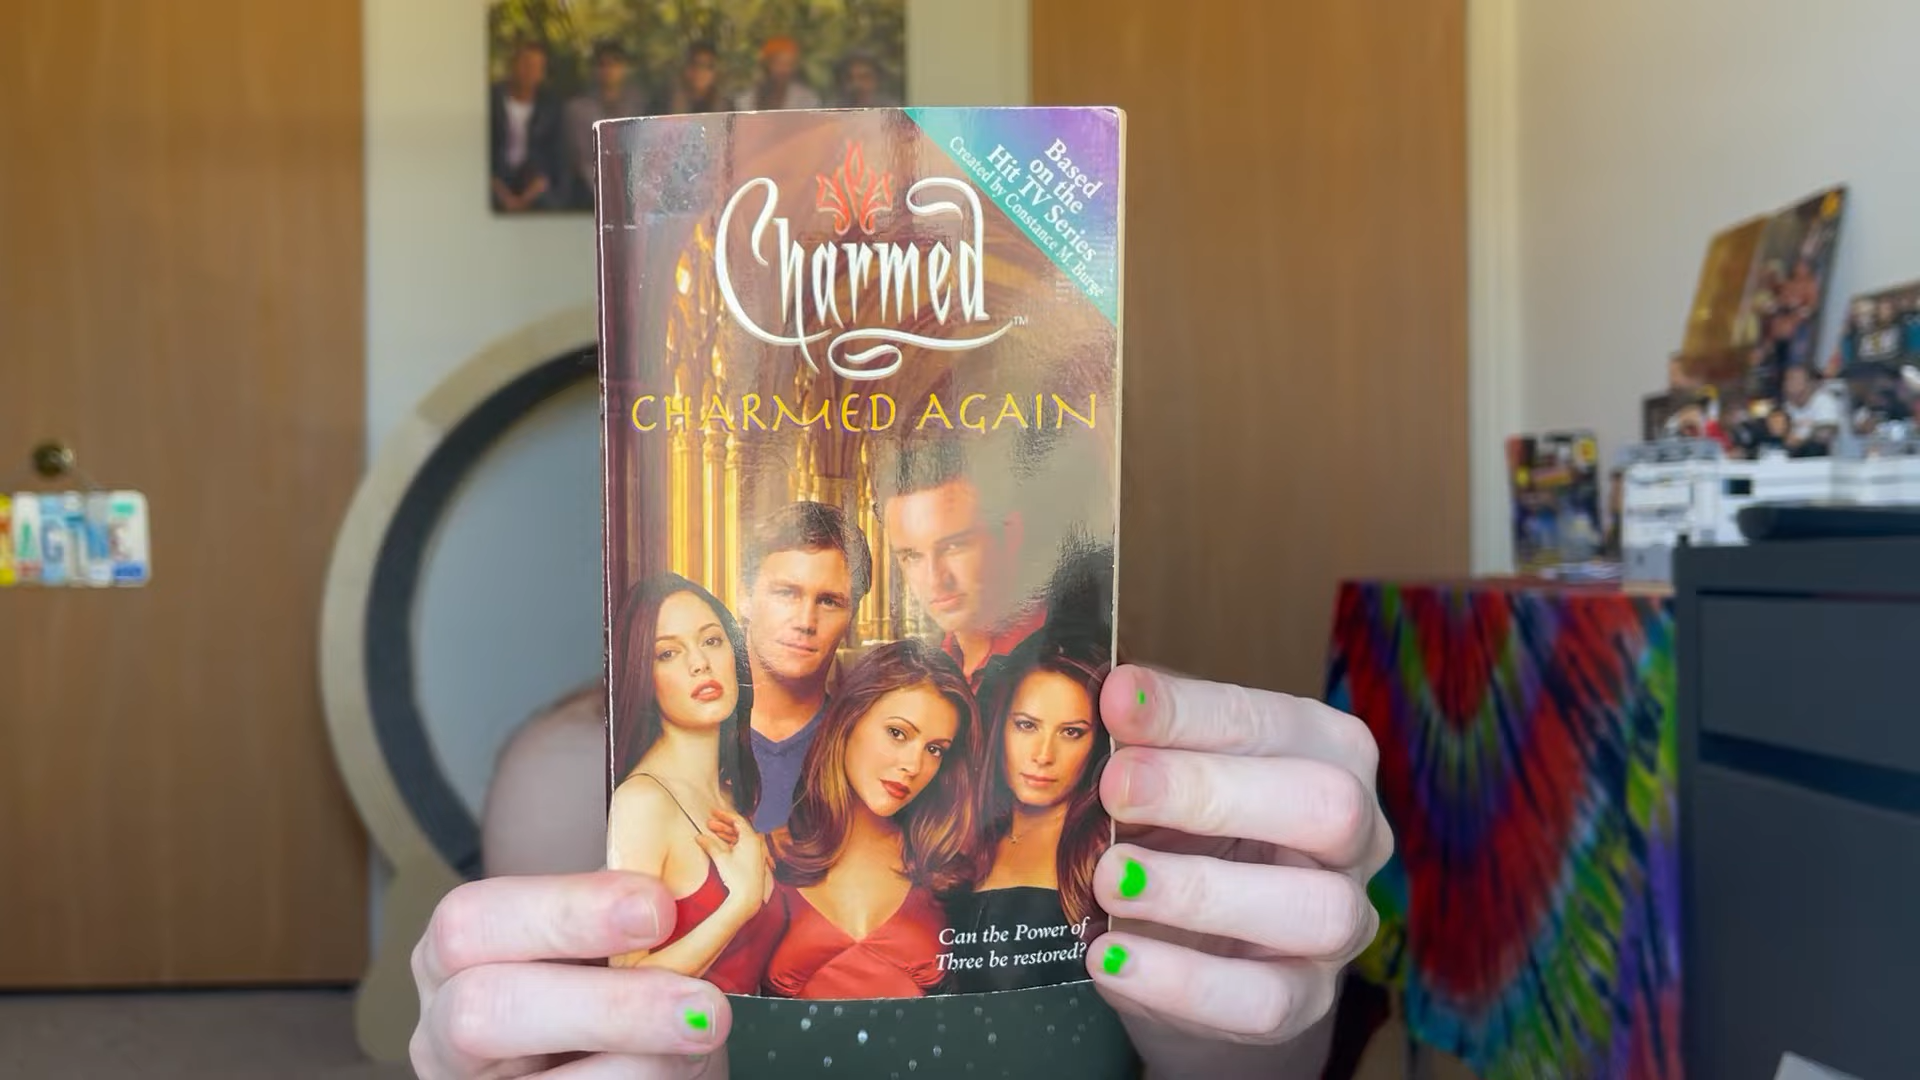 Charmed
TM
Based
on the
Hit TV Series
Created by Constance M. Burge
CHARMED AGAIN
Can the Power of
Three be restored?